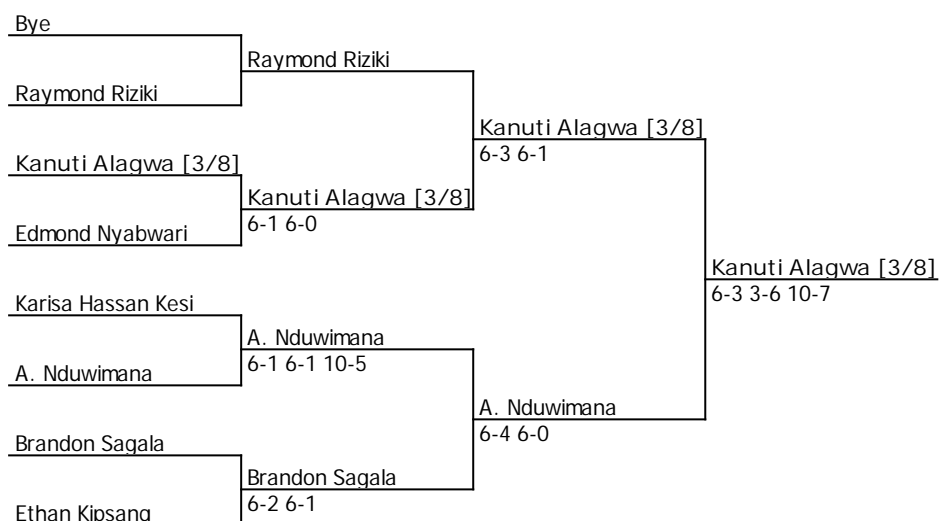 Bye
Raymond Riziki
Raymond Riziki
Kanuti Alagwa [3/8]
6-3 6-1
Kanuti Alagwa [3/8]
Kanuti Alagwa [3/8]
6-1 6-0
Edmond Nyabwari
Kanuti Alagwa [3/8]
6-3 3-6 10-7
Karisa Hassan Kesi
A. Nduwimana
6-1 6-1 10-5
A. Nduwimana
A. Nduwimana
6-4 6-0
Brandon Sagala
Brandon Sagala
6-2 6-1
Ethan Kipsang